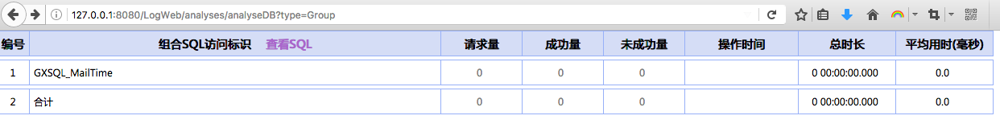 127.0.0.1:8080/LogWeb/analyses/analyseDB?type=Group
编号 组合SQL访问标识 查看SQL 请求量 成功量 未成功量 操作时间 总时长 平均用时(毫秒)
1 GXSQL_MailTime 0 0 0 0 00:00:00.000 0.0
2 合计 0 0 0 0 00:00:00.000 0.0